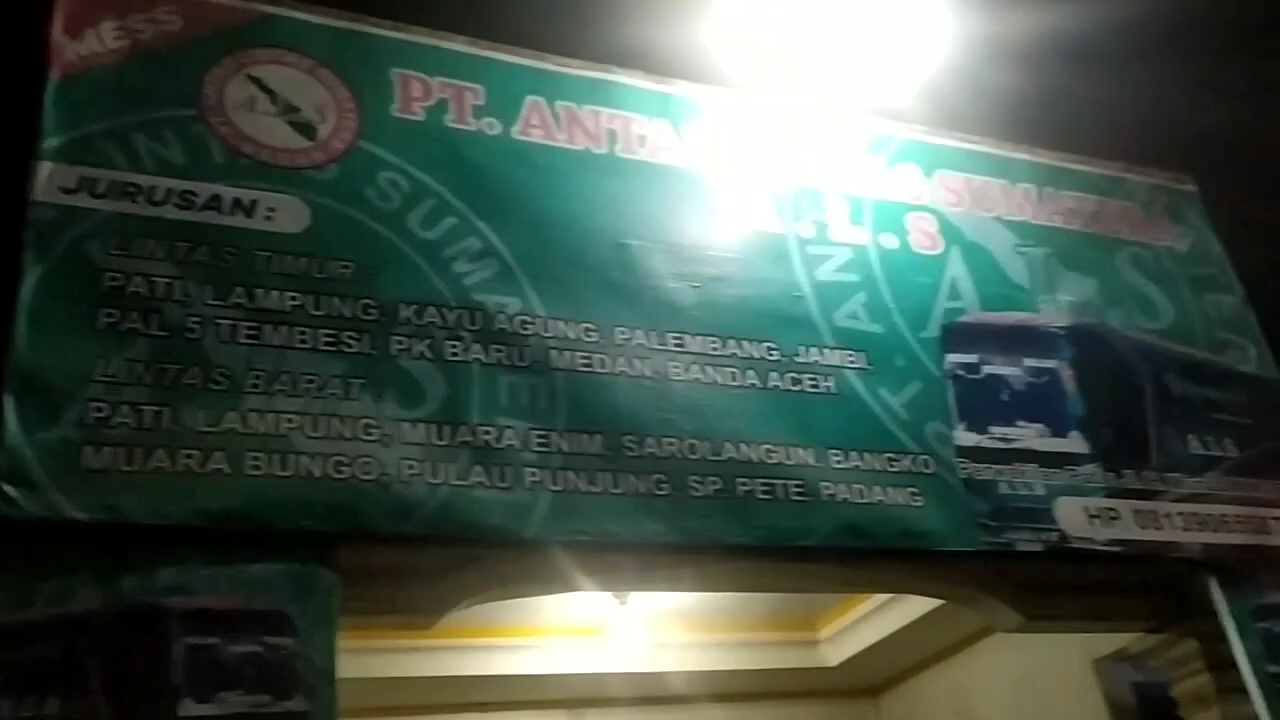 MESS
PT. ANTA SUMATERA
A.L.S
JURUSAN :
LINTAS TIMUR :
PATI, LAMPUNG, KAYU AGUNG, PALEMBANG, JAMBI,
PAL 5 TEMBESI, PK BARU, MEDAN, BANDA ACEH
LINTAS BARAT,
PATI, LAMPUNG, MUARA ENIM, SAROLANGUN, BANGKO
MUARA BUNGO, PULAU PUNJUNG, SP. PETE, PADANG
A.L.S
HP